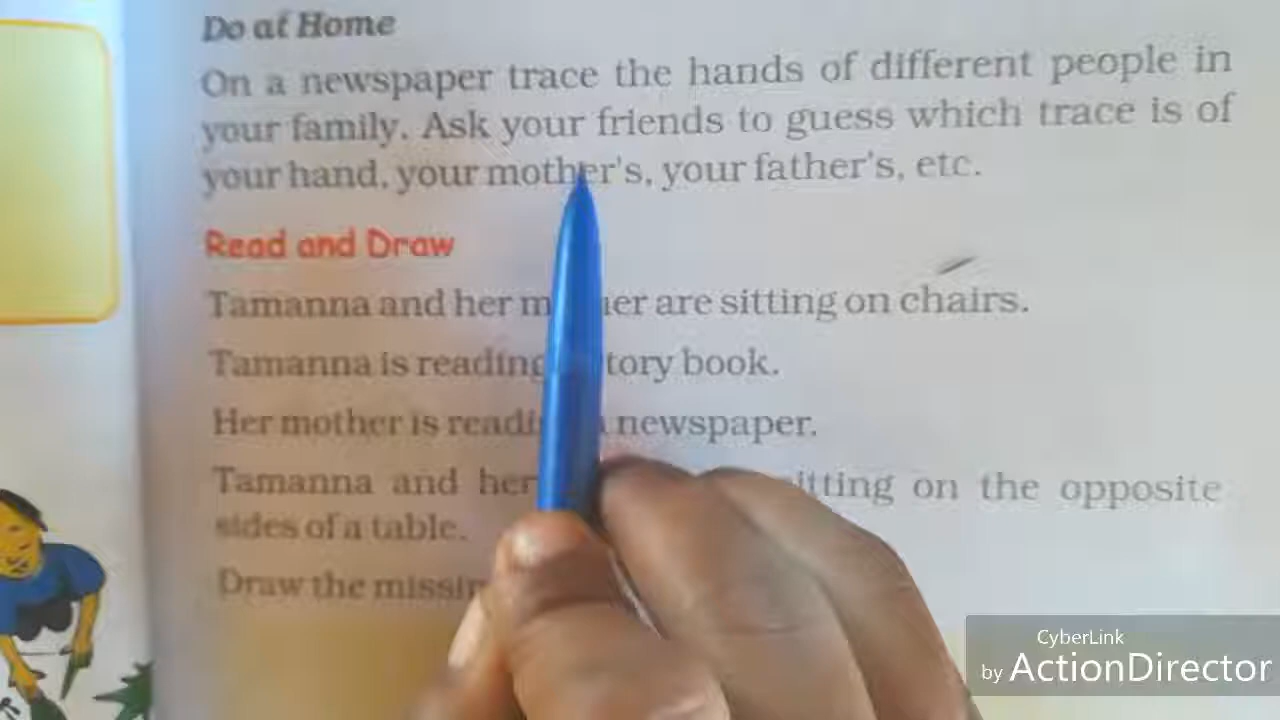 Do at Home
On a newspaper trace the hands of different people in
your family. Ask your friends to guess which trace is of
your hand, your mother's, your father's, etc.
Read and Draw
Tamanna and her are sitting on chairs.
Tamanna is reading book.
Her mother is newspaper.
Tamanna and her on the opposite
sides of a table.
Draw the
CyberLink
by ActionDirector